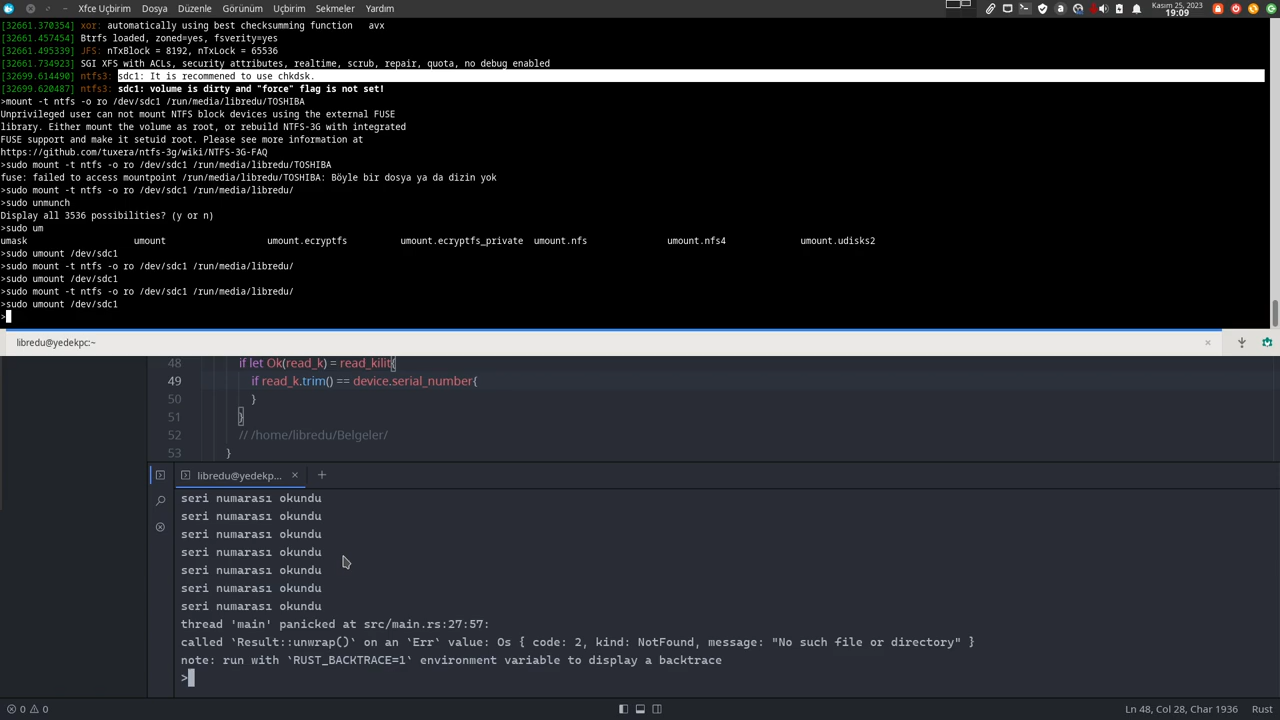 Xfce Uçbirim Dosya Düzenle Görünüm Uçbirim Sekmeler Yardım
Kasım 25, 2023
19:09
[32661.370354] xor: automatically using best checksumming function   avx
[32661.457454] Btrfs loaded, zoned=yes, fsverity=yes
[32661.495339] JFS: nTxBlock = 8192, nTxLock = 65536
[32661.734923] SGI XFS with ACLs, security attributes, realtime, scrub, repair, quota, no debug enabled
[32699.614490] ntfs3: sdc1: It is recommened to use chkdsk.
[32699.620487] ntfs3: sdc1: volume is dirty and "force" flag is not set!
>mount -t ntfs -o ro /dev/sdc1 /run/media/libredu/TOSHIBA
Unprivileged user can not mount NTFS block devices using the external FUSE
library. Either mount the volume as root, or rebuild NTFS-3G with integrated
FUSE support and make it setuid root. Please see more information at
https://github.com/tuxera/ntfs-3g/wiki/NTFS-3G-FAQ
>sudo mount -t ntfs -o ro /dev/sdc1 /run/media/libredu/TOSHIBA
fuse: failed to access mountpoint /run/media/libredu/TOSHIBA: Böyle bir dosya ya da dizin yok
>sudo mount -t ntfs -o ro /dev/sdc1 /run/media/libredu/
>sudo unmunch
Display all 3536 possibilities? (y or n)
>sudo um
umask umount umount.ecryptfs umount.ecryptfs_private umount.nfs umount.nfs4 umount.udisks2
>sudo umount /dev/sdc1
>sudo mount -t ntfs -o ro /dev/sdc1 /run/media/libredu/
>sudo umount /dev/sdc1
>sudo mount -t ntfs -o ro /dev/sdc1 /run/media/libredu/
>sudo umount /dev/sdc1
>
libredu@yedekpc:~ ×
48 if let Ok(read_k) = read_kilit{
49 if read_k.trim() == device.serial_number{
50 }
51 }
52 // /home/libredu/Belgeler/
53 }
libredu@yedekp... × +
seri numarası okundu
seri numarası okundu
seri numarası okundu
seri numarası okundu
seri numarası okundu
seri numarası okundu
seri numarası okundu
thread 'main' panicked at src/main.rs:27:57:
called `Result::unwrap()` on an `Err` value: Os { code: 2, kind: NotFound, message: "No such file or directory" }
note: run with `RUST_BACKTRACE=1` environment variable to display a backtrace
>
0 0 Ln 48, Col 28, Char 1936 Rust